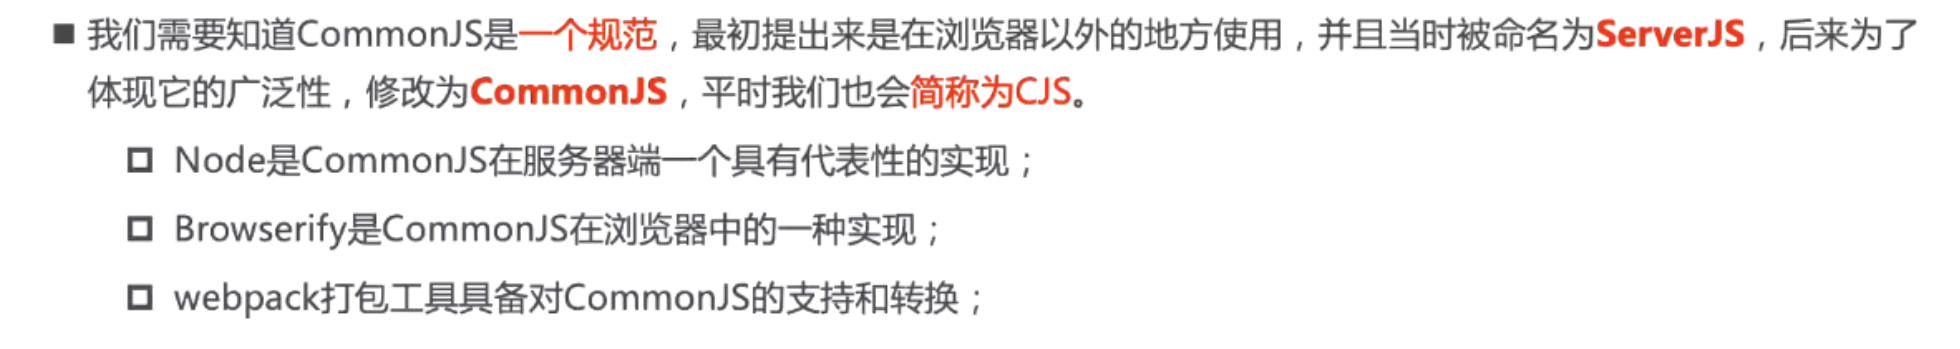 ■ 我们需要知道CommonJS是一个规范，最初提出来是在浏览器以外的地方使用，并且当时被命名为ServerJS，后来为了
体现它的广泛性，修改为CommonJS，平时我们也会简称为CJS。
Node是CommonJS在服务器端一个具有代表性的实现；
Browserify是CommonJS在浏览器中的一种实现；
webpack打包工具具备对CommonJS的支持和转换；